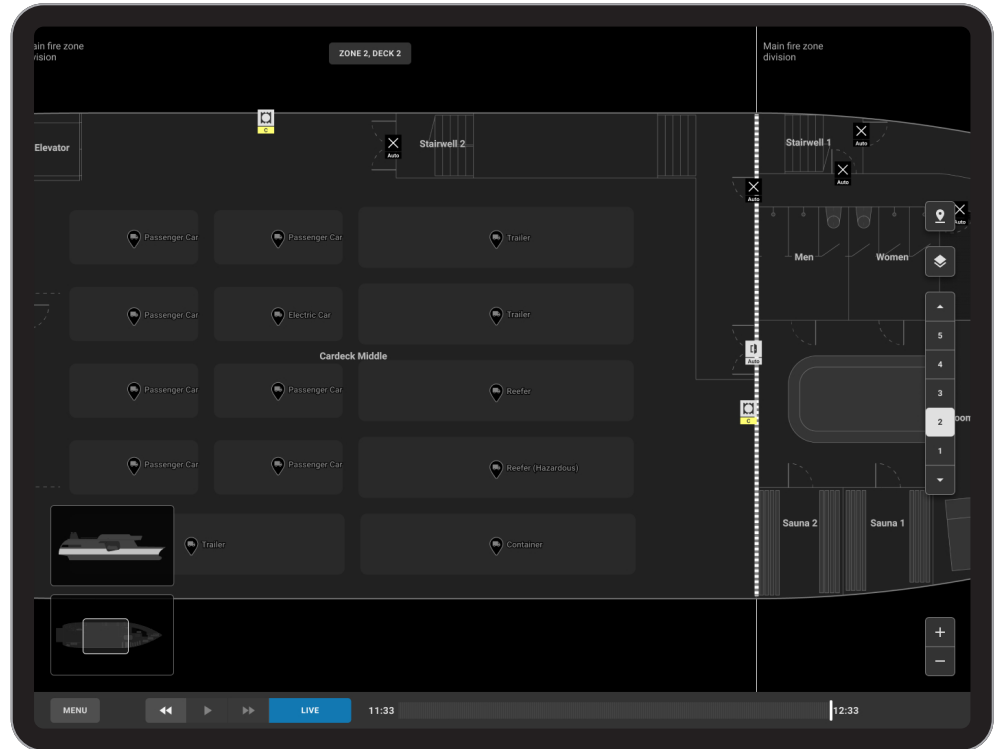 ain fire zone
vision
ZONE 2, DECK 2
Main fire zone
division
C
Elevator
Auto
Stairwell 2
Stairwell 1
Auto
Auto
Auto
Auto
Passenger Car
Passenger Car
Trailer
Men
Women
Passenger Car
Electric Car
Trailer
5
Cardeck Middle
Auto
4
Passenger Car
Passenger Car
Reefer
3
C
2
oom
1
Passenger Car
Passenger Car
Reefer (Hazardous)
Sauna 2
Sauna 1
Trailer
Container
+
−
MENU
LIVE
11:33
12:33